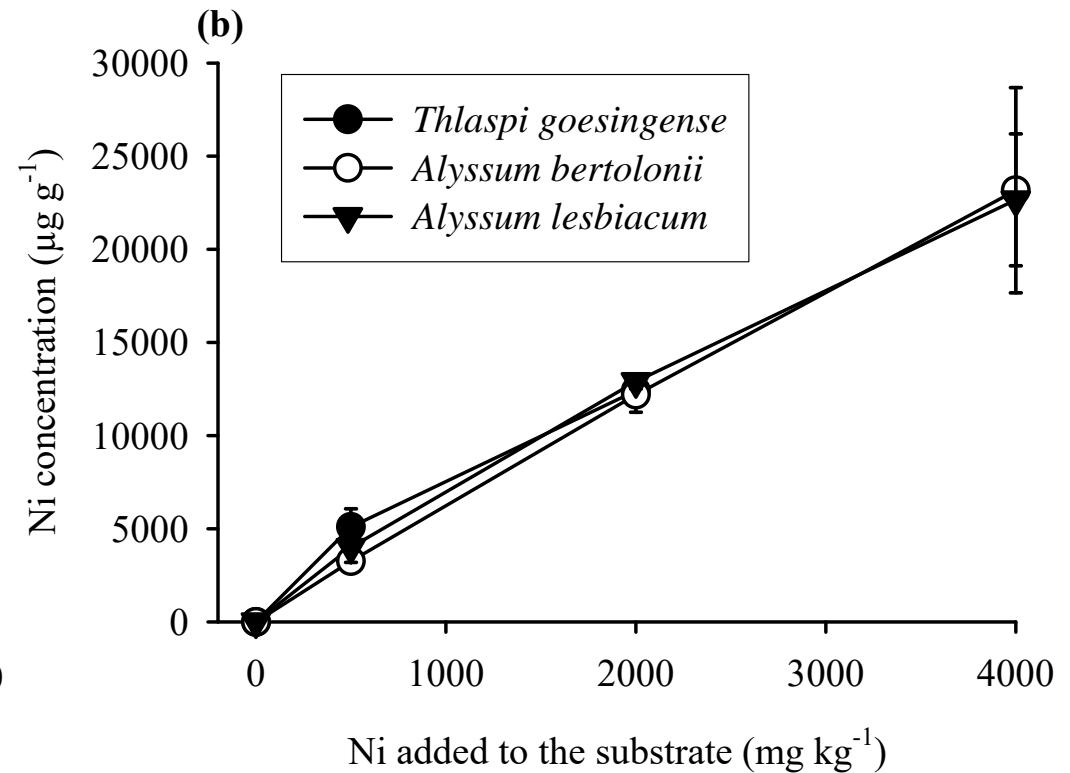 (b)
30000
25000
20000
15000
10000
5000
0
Ni concentration (µg g⁻¹)
Thlaspi goesingense
Alyssum bertolonii
Alyssum lesbiacum
0 1000 2000 3000 4000
)
Ni added to the substrate (mg kg⁻¹)